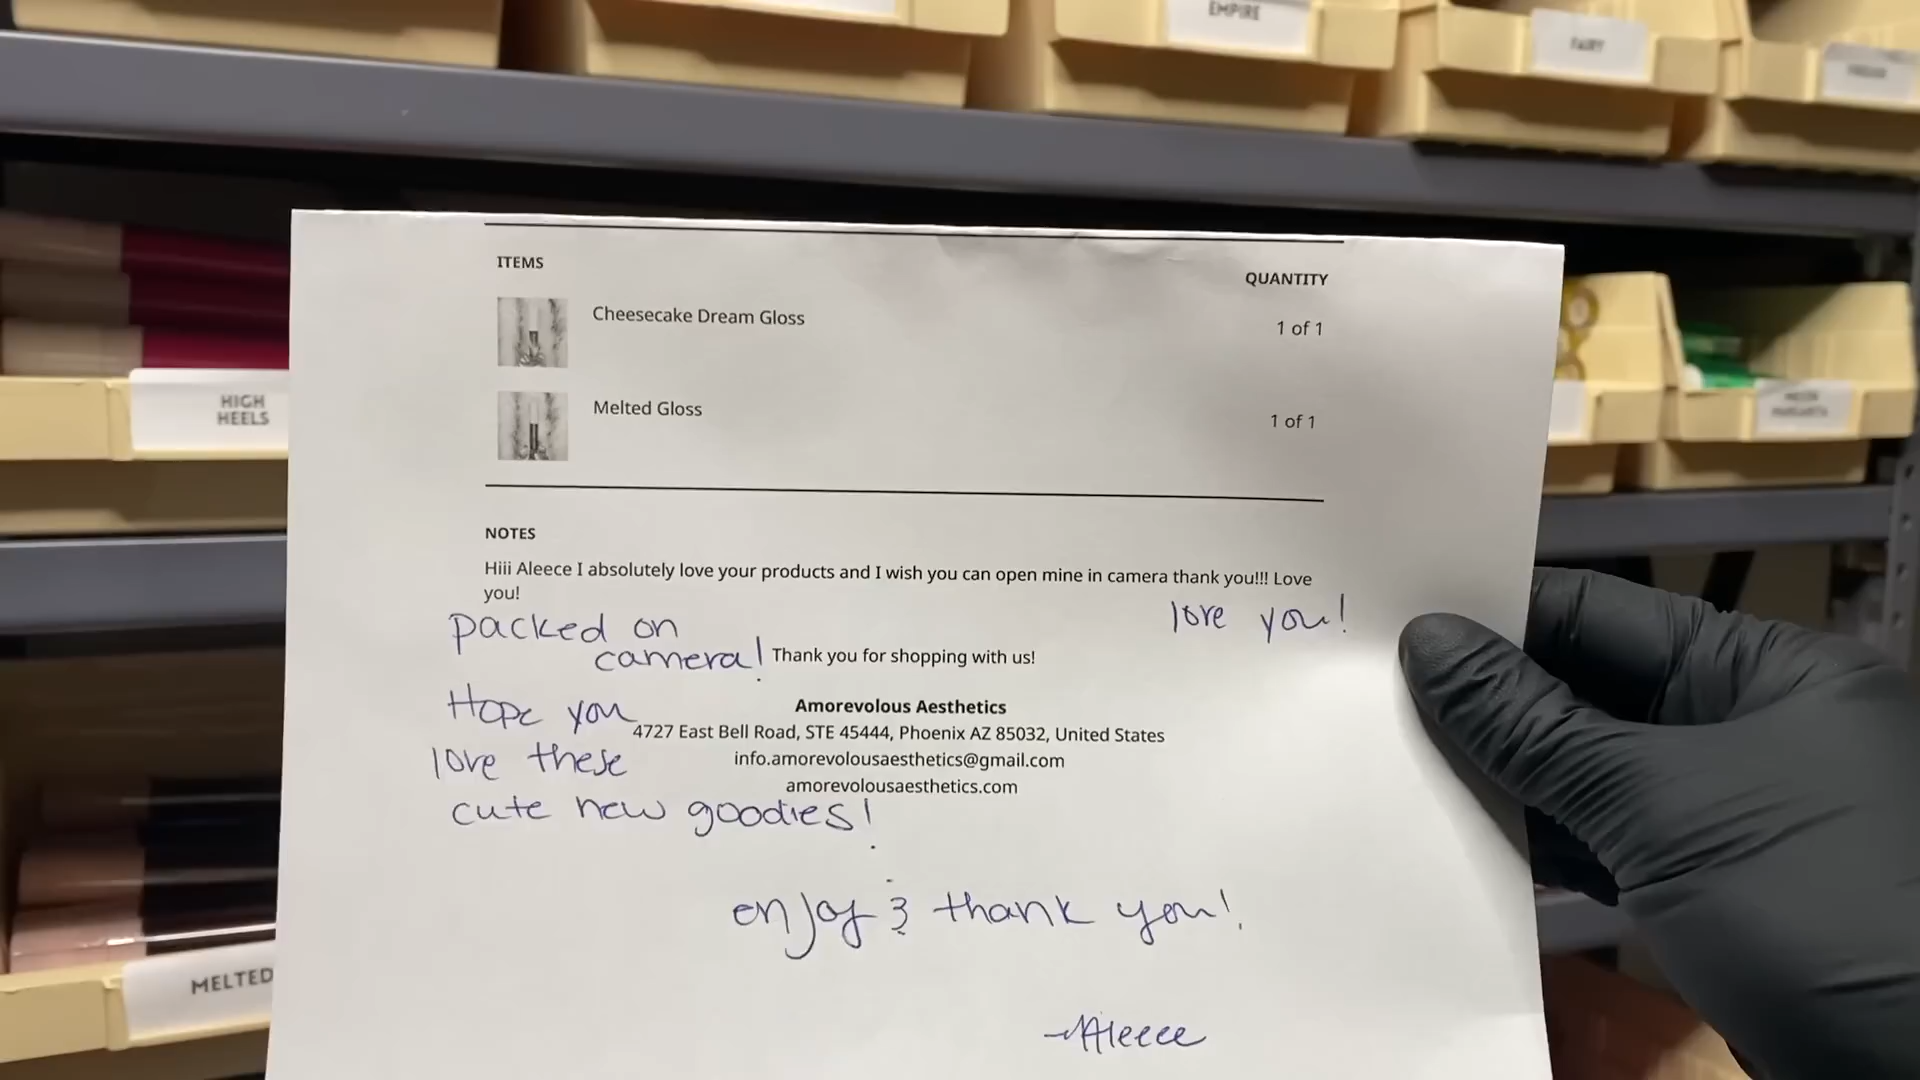 EMPIRE
FAIRY
ITEMS
QUANTITY
Cheesecake Dream Gloss
1 of 1
HIGH
HEELS
Melted Gloss
1 of 1
NOTES
Hiii Aleece I absolutely love your products and I wish you can open mine in camera thank you!!! Love
you!
love you!
packed on
camera!
Thank you for shopping with us!
Hope you
love these
cute new goodies!
Amorevolous Aesthetics
4727 East Bell Road, STE 45444, Phoenix AZ 85032, United States
info.amorevolousaesthetics@gmail.com
amorevolousaesthetics.com
enjoy & thank you!
-Aleece
MELTED